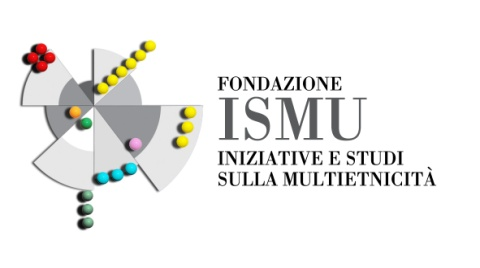 FONDAZIONE
ISMU
INIZIATIVE E STUDI
SULLA MULTIETNICITÀ